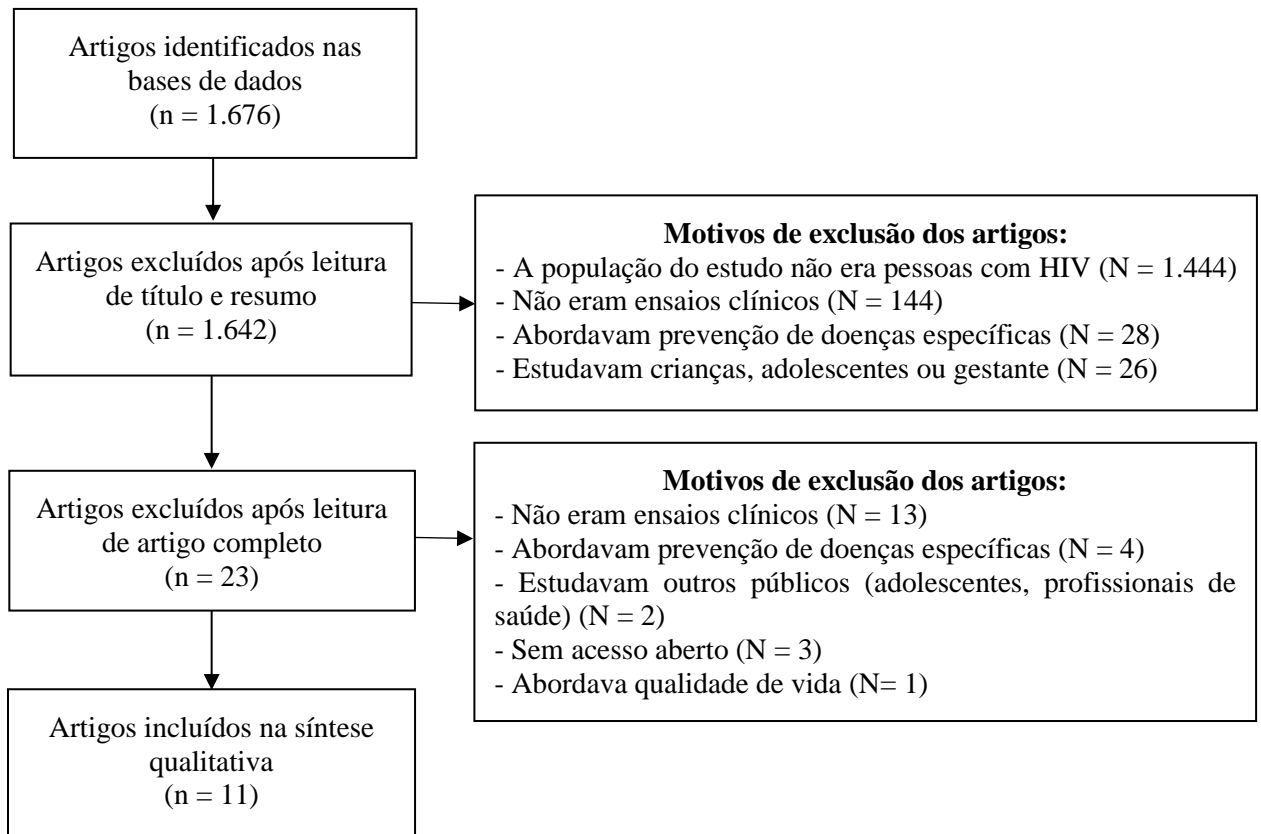 Artigos identificados nas
bases de dados
(n = 1.676)
Artigos excluídos após leitura
de título e resumo
(n = 1.642)
Motivos de exclusão dos artigos:
- A população do estudo não era pessoas com HIV (N = 1.444)
- Não eram ensaios clínicos (N = 144)
- Abordavam prevenção de doenças específicas (N = 28)
- Estudavam crianças, adolescentes ou gestante (N = 26)
Artigos excluídos após leitura
de artigo completo
(n = 23)
Motivos de exclusão dos artigos:
- Não eram ensaios clínicos (N = 13)
- Abordavam prevenção de doenças específicas (N = 4)
- Estudavam outros públicos (adolescentes, profissionais de
saúde) (N = 2)
- Sem acesso aberto (N = 3)
- Abordava qualidade de vida (N= 1)
Artigos incluídos na síntese
qualitativa
(n = 11)